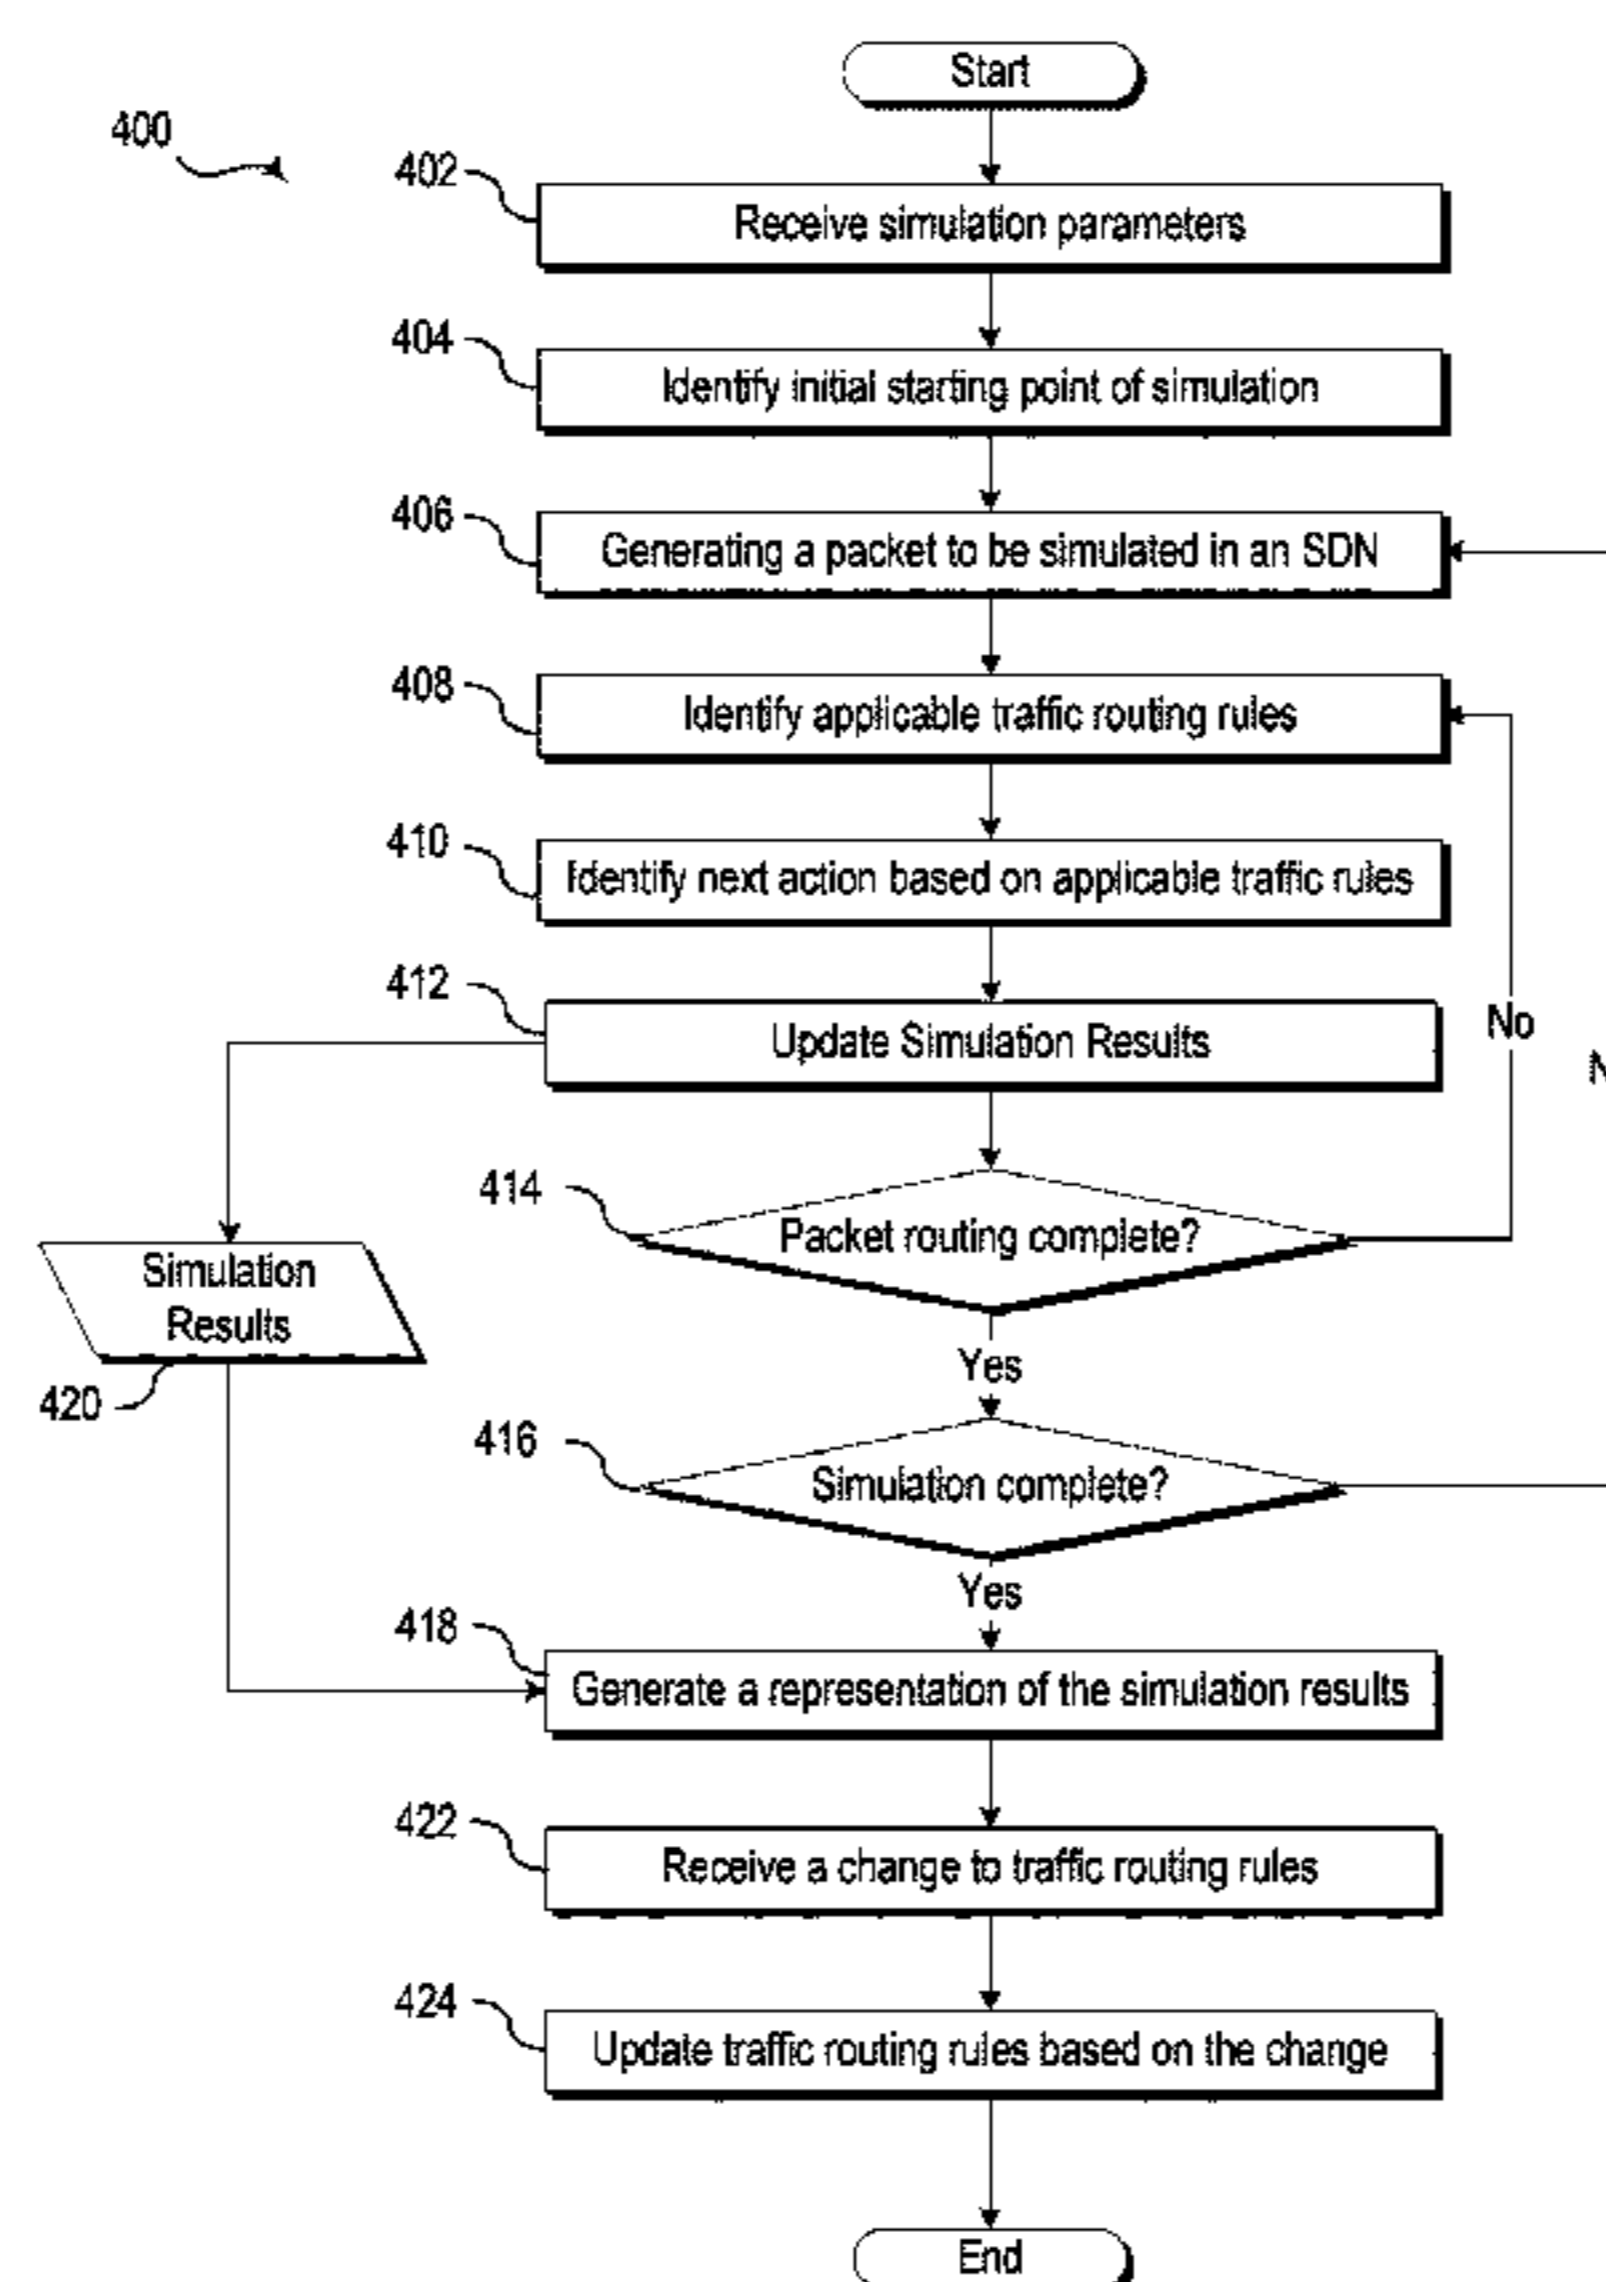 Start
400
402
Receive simulation parameters
404
Identify initial starting point of simulation
406
Generating a packet to be simulated in an SDN
408
Identify applicable traffic routing rules
410
Identify next action based on applicable traffic rules
412
Update Simulation Results
No
414
Packet routing complete?
Simulation
Results
420
Yes
416
Simulation complete?
Yes
418
Generate a representation of the simulation results
422
Receive a change to traffic routing rules
424
Update traffic routing rules based on the change
End